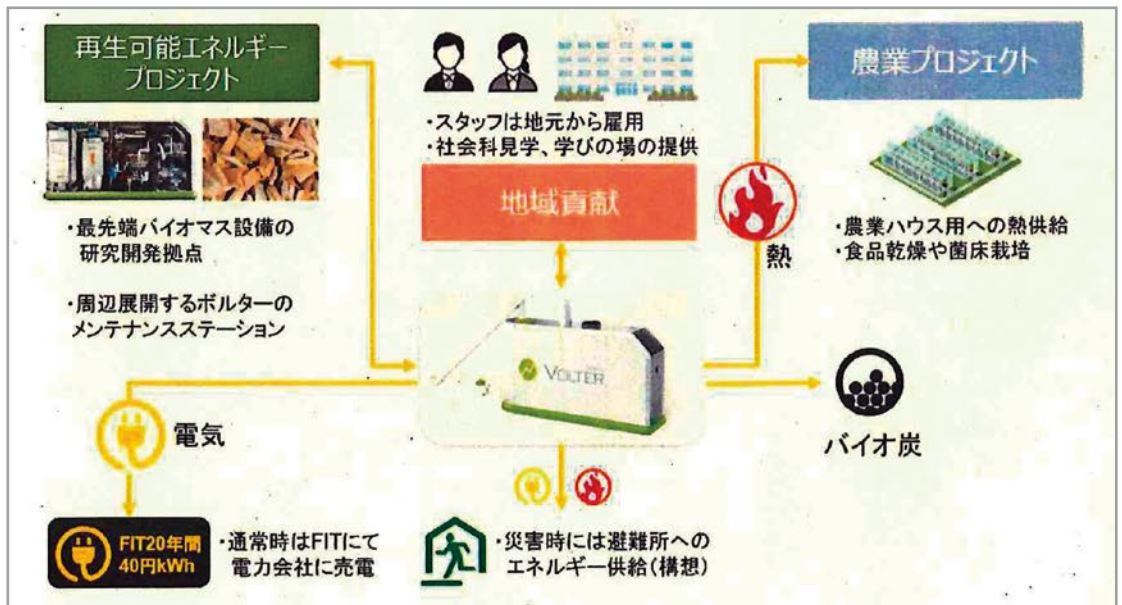 再生可能エネルギー
プロジェクト
・最先端バイオマス設備の
研究開発拠点
・周辺展開するボルターの
メンテナンスステーション
・スタッフは地元から雇用
・社会科見学、学びの場の提供
地域貢献
農業プロジェクト
・農業ハウス用への熱供給
・食品乾燥や菌床栽培
熱
VOLTER
バイオ炭
電気
FIT20年間
40円kWh
・通常時はFITにて
電力会社に売電
・災害時には避難所への
エネルギー供給(構想)